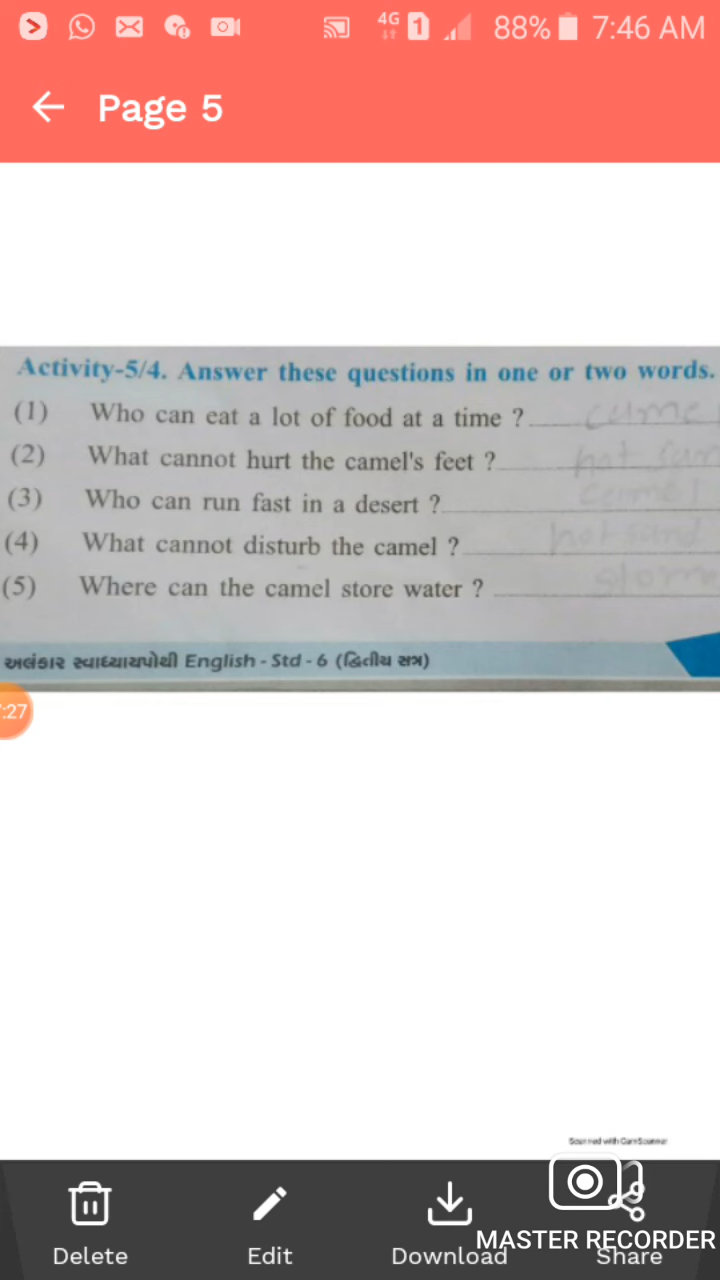 4G 1 88% 7:46 AM
Page 5
Activity-5/4. Answer these questions in one or two words.
(1) Who can eat a lot of food at a time ?
(2) What cannot hurt the camel's feet ? hot
(3) Who can run fast in a desert ? camel
(4) What cannot disturb the camel ? hot sand
(5) Where can the camel store water ?
અલંકાર સ્વાધ્યાયપોથી English - Std - 6 (દ્વિતીય સત્ર)
:27
Scanned with CamScanner
MASTER RECORDER
Delete Edit Download Share